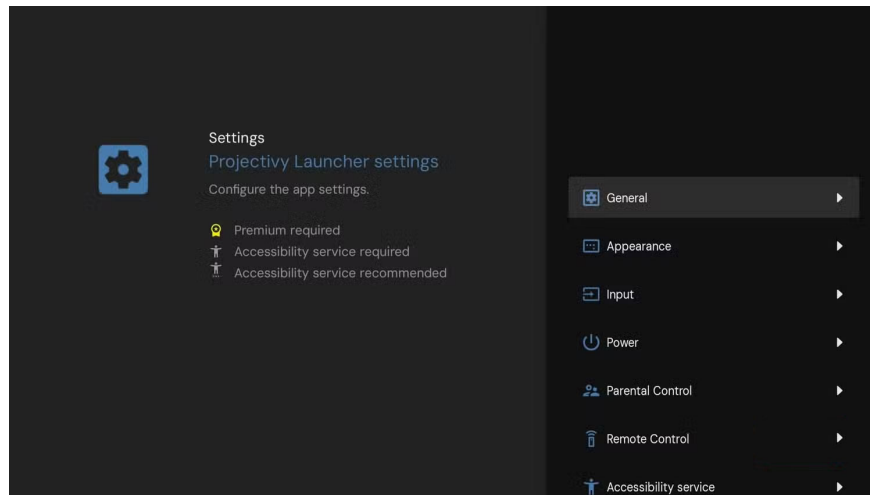 Settings
Projectivy Launcher settings
Configure the app settings.
Premium required
Accessibility service required
Accessibility service recommended
General
Appearance
Input
Power
Parental Control
Remote Control
Accessibility service